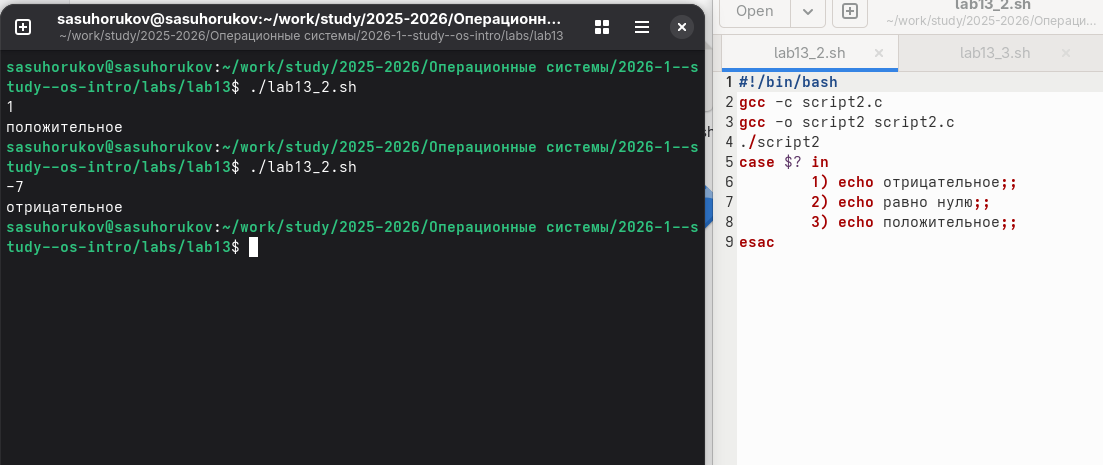 sasuhorukov@sasuhorukov:~/work/study/2025-2026/Операционн...
~/work/study/2025-2026/Операционные системы/2026-1--study--os-intro/labs/lab13
sasuhorukov@sasuhorukov:~/work/study/2025-2026/Операционные системы/2026-1--s
tudy--os-intro/labs/lab13$ ./lab13_2.sh
1
положительное
sasuhorukov@sasuhorukov:~/work/study/2025-2026/Операционные системы/2026-1--s
tudy--os-intro/labs/lab13$ ./lab13_2.sh
-7
отрицательное
sasuhorukov@sasuhorukov:~/work/study/2025-2026/Операционные системы/2026-1--s
tudy--os-intro/labs/lab13$
Open
lab13_2.sh
~/work/study/2025-2026/Операци...
lab13_2.sh
lab13_3.sh
1 #!/bin/bash
2 gcc -c script2.c
3 gcc -o script2 script2.c
4 ./script2
5 case $? in
6 1) echo отрицательное;;
7 2) echo равно нулю;;
8 3) echo положительное;;
9 esac